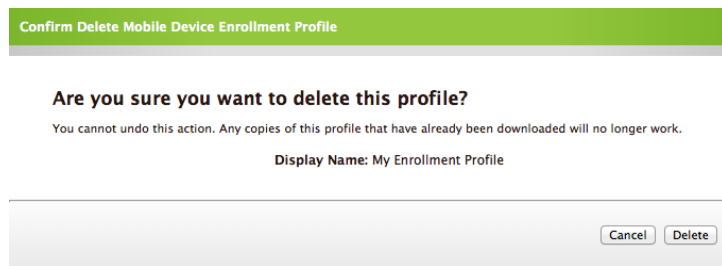 Confirm Delete Mobile Device Enrollment Profile
Are you sure you want to delete this profile?
You cannot undo this action. Any copies of this profile that have already been downloaded will no longer work.
Display Name: My Enrollment Profile
Cancel Delete